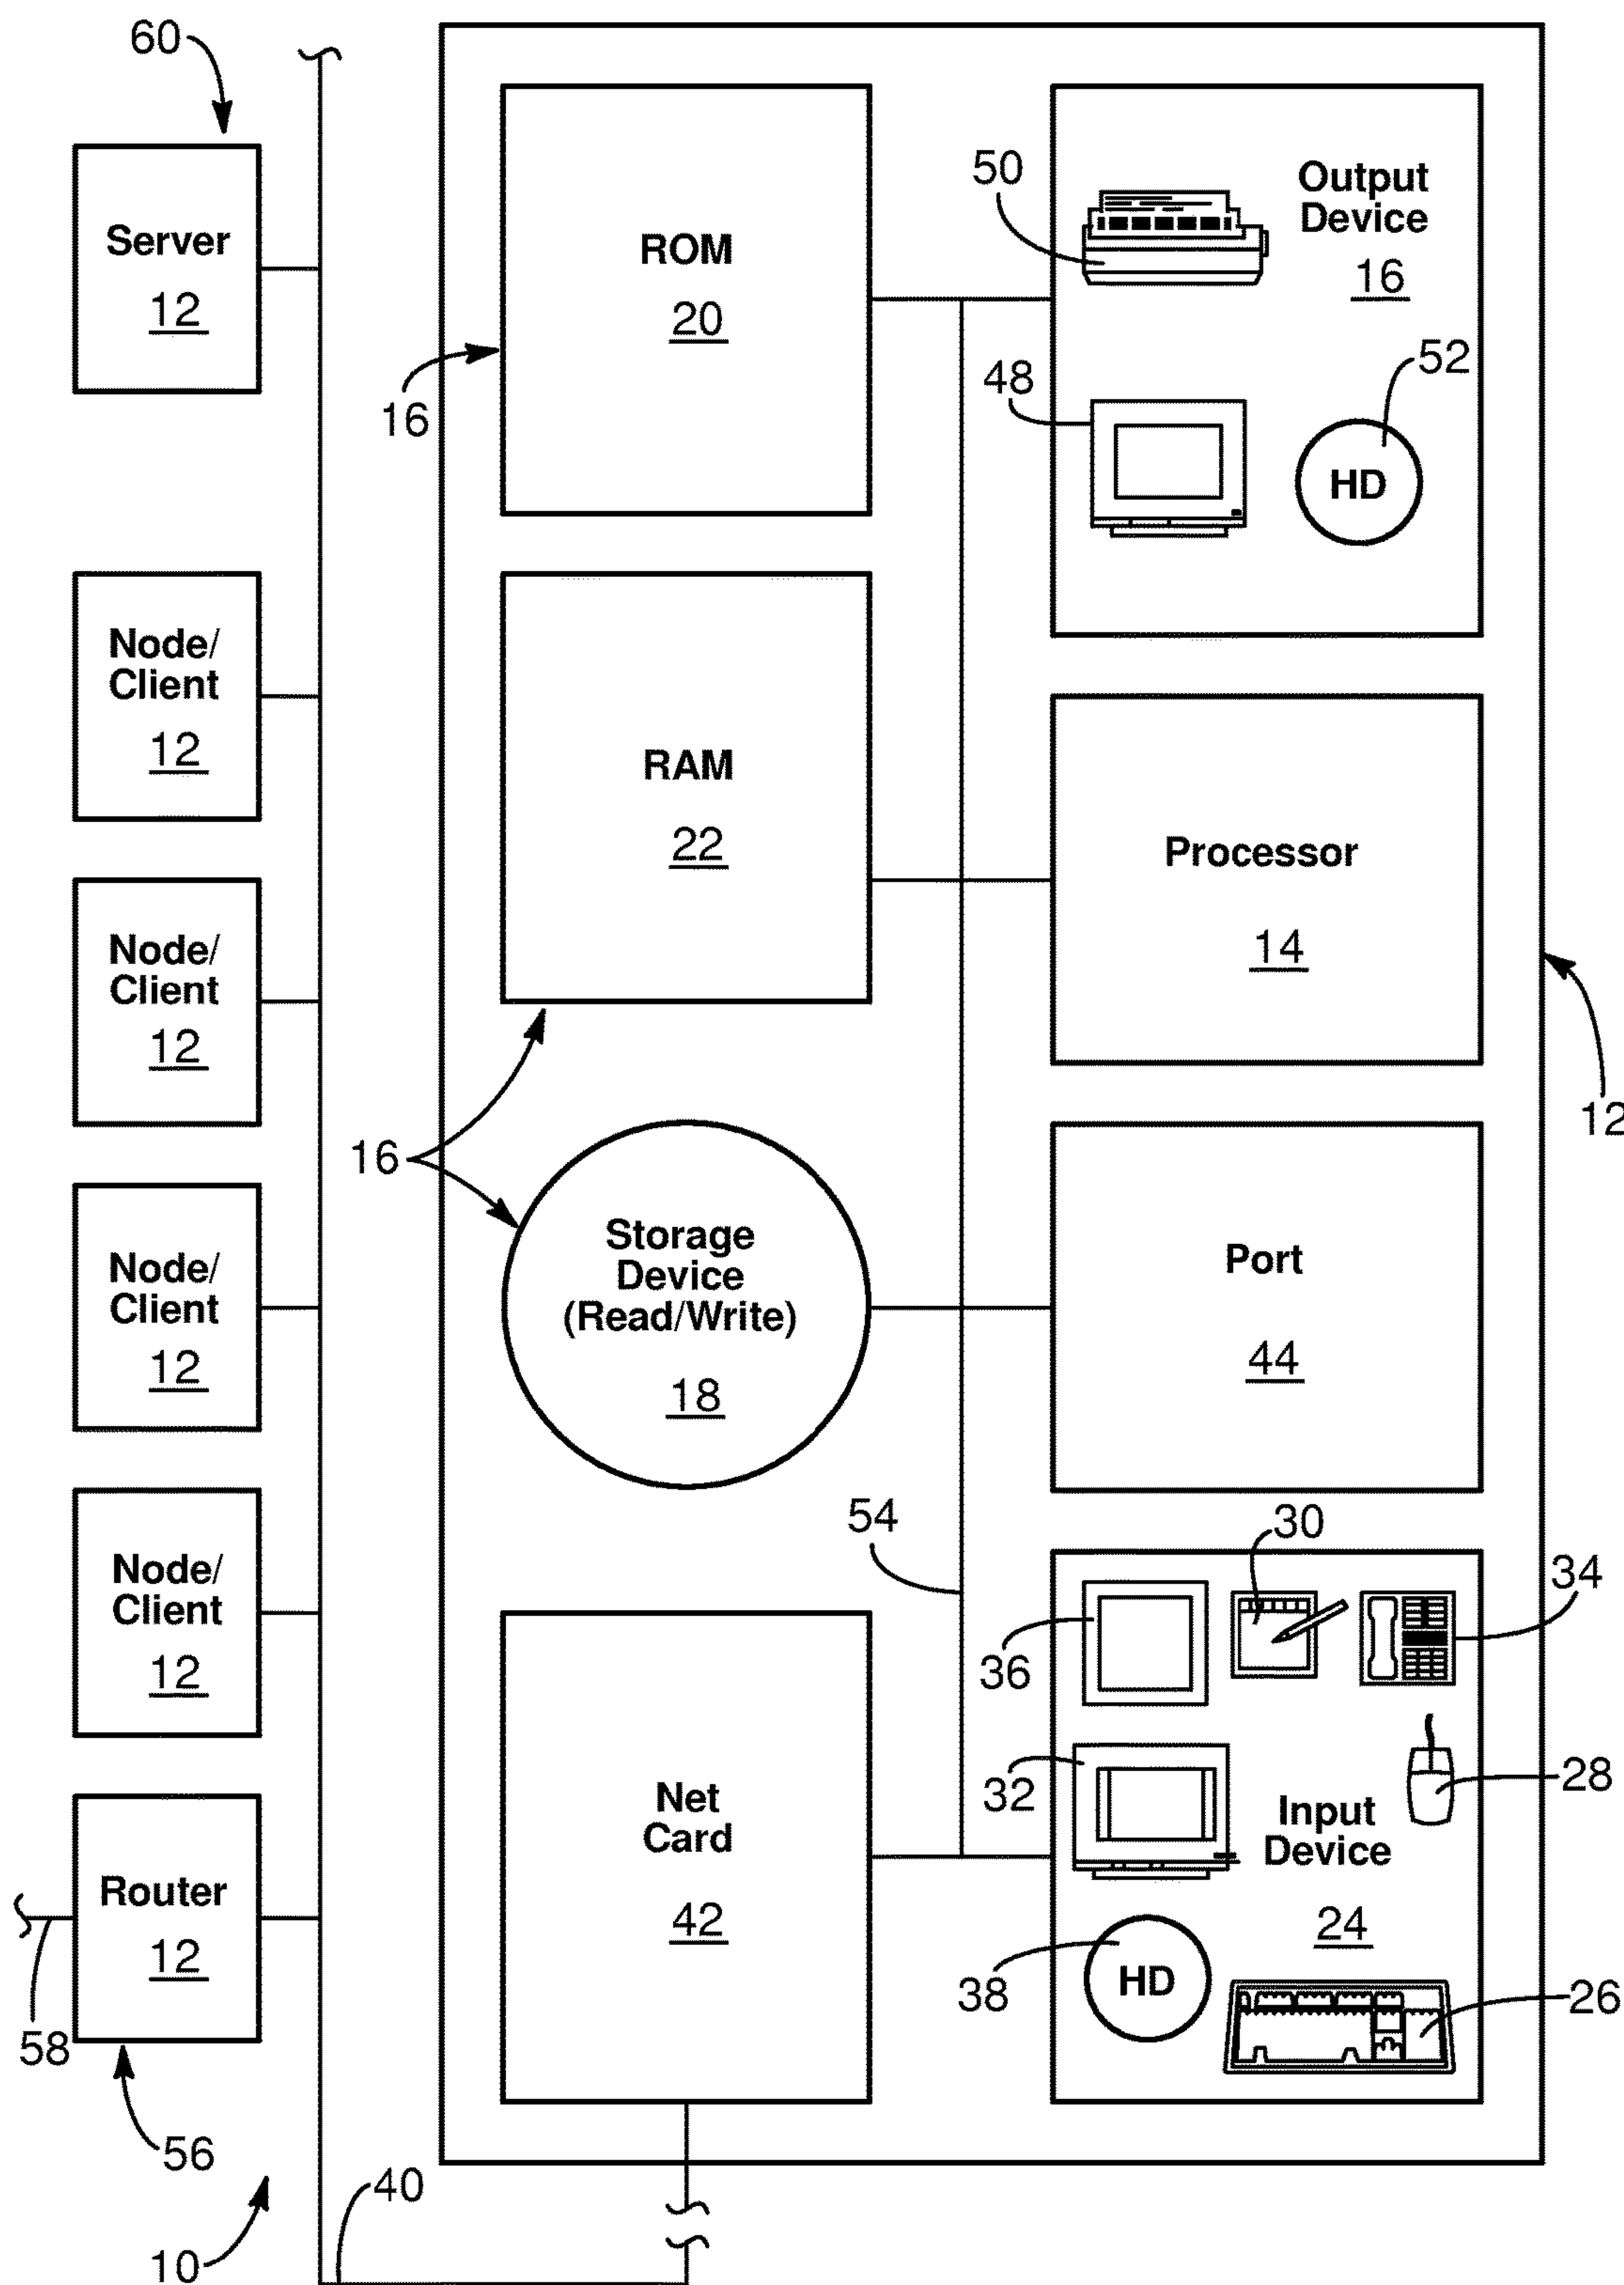 60
Server
12
Node/
Client
12
Node/
Client
12
Node/
Client
12
Node/
Client
12
Router
12
58
56
10
40
ROM
20
16
RAM
22
16
Storage
Device
(Read/Write)
18
54
Net
Card
42
Output
Device
16
50
48
52
HD
Processor
14
12
Port
44
30
34
36
32
28
Input
Device
24
38
HD
26